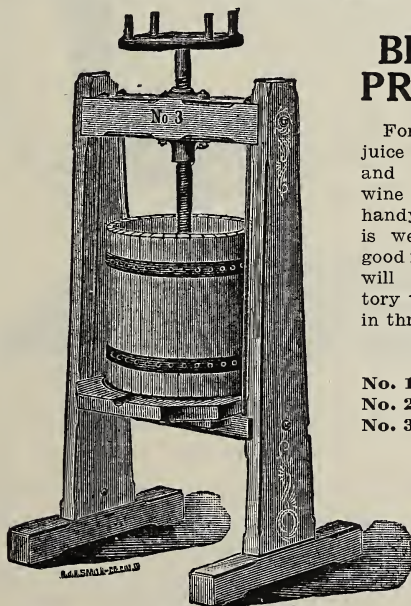 No 3
BE
PR
For
juice
and
wine
handy
is we
good
will
tory
in thr
No. 1
No. 2
No. 3